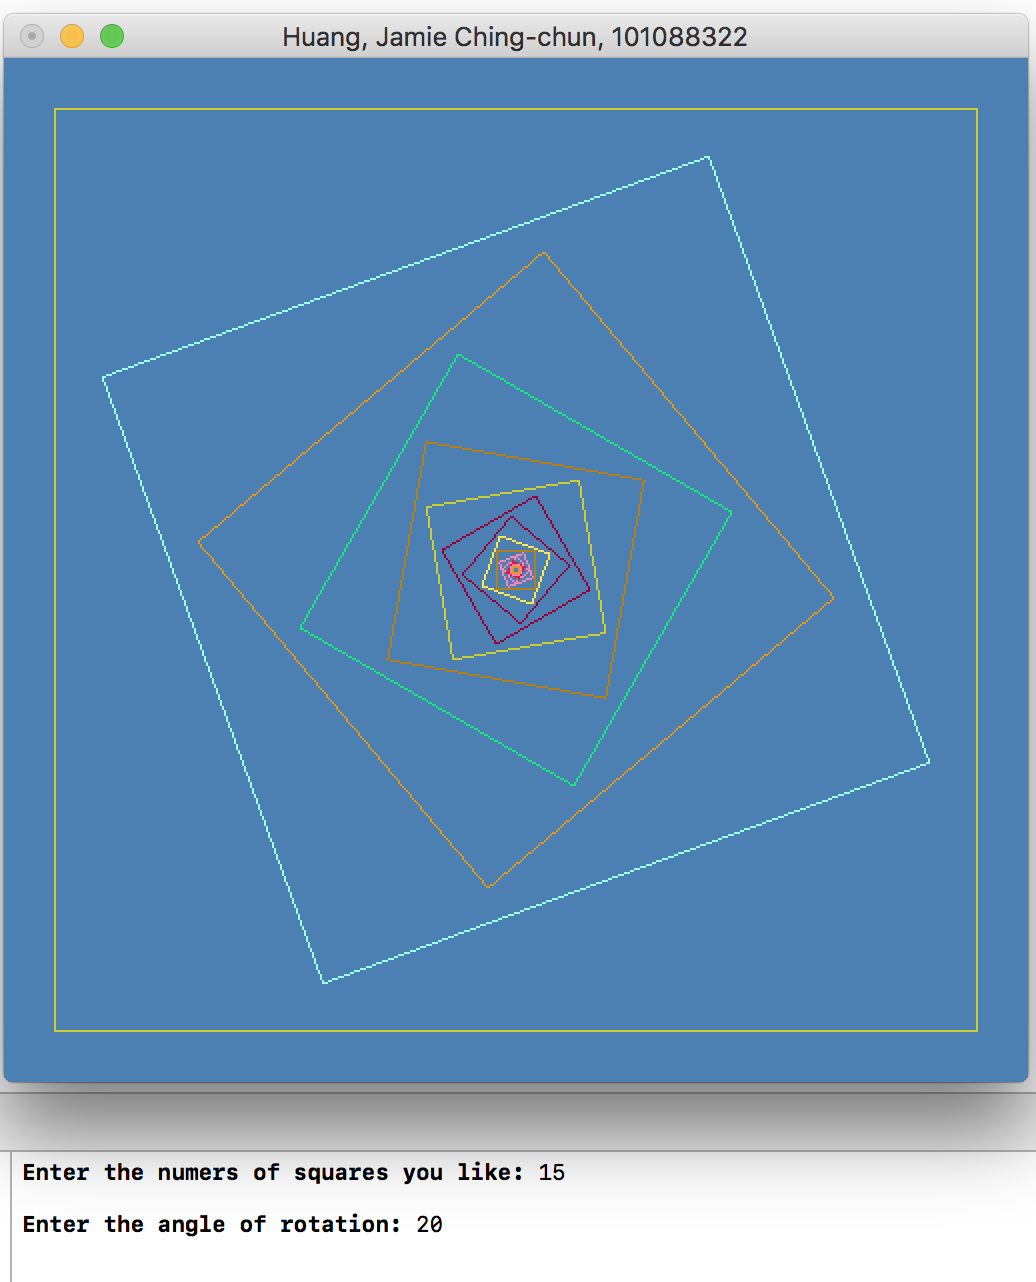 Huang, Jamie Ching-chun, 101088322
Enter the numers of squares you like: 15
Enter the angle of rotation: 20